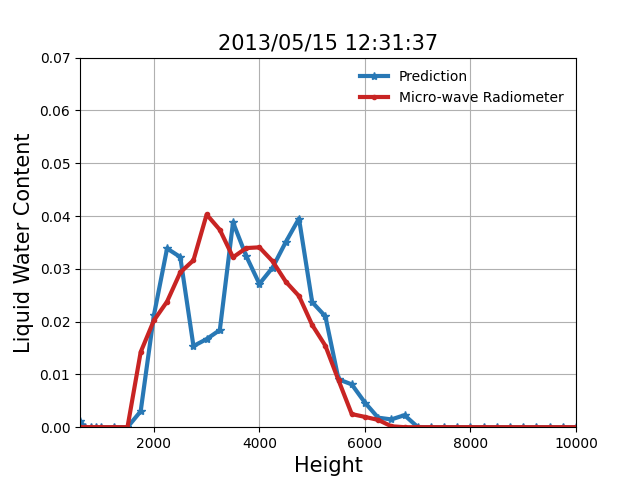 2013/05/15 12:31:37
Prediction
Micro-wave Radiometer
Liquid Water Content
0.07
0.06
0.05
0.04
0.03
0.02
0.01
0.00
2000 4000 6000 8000 10000
Height